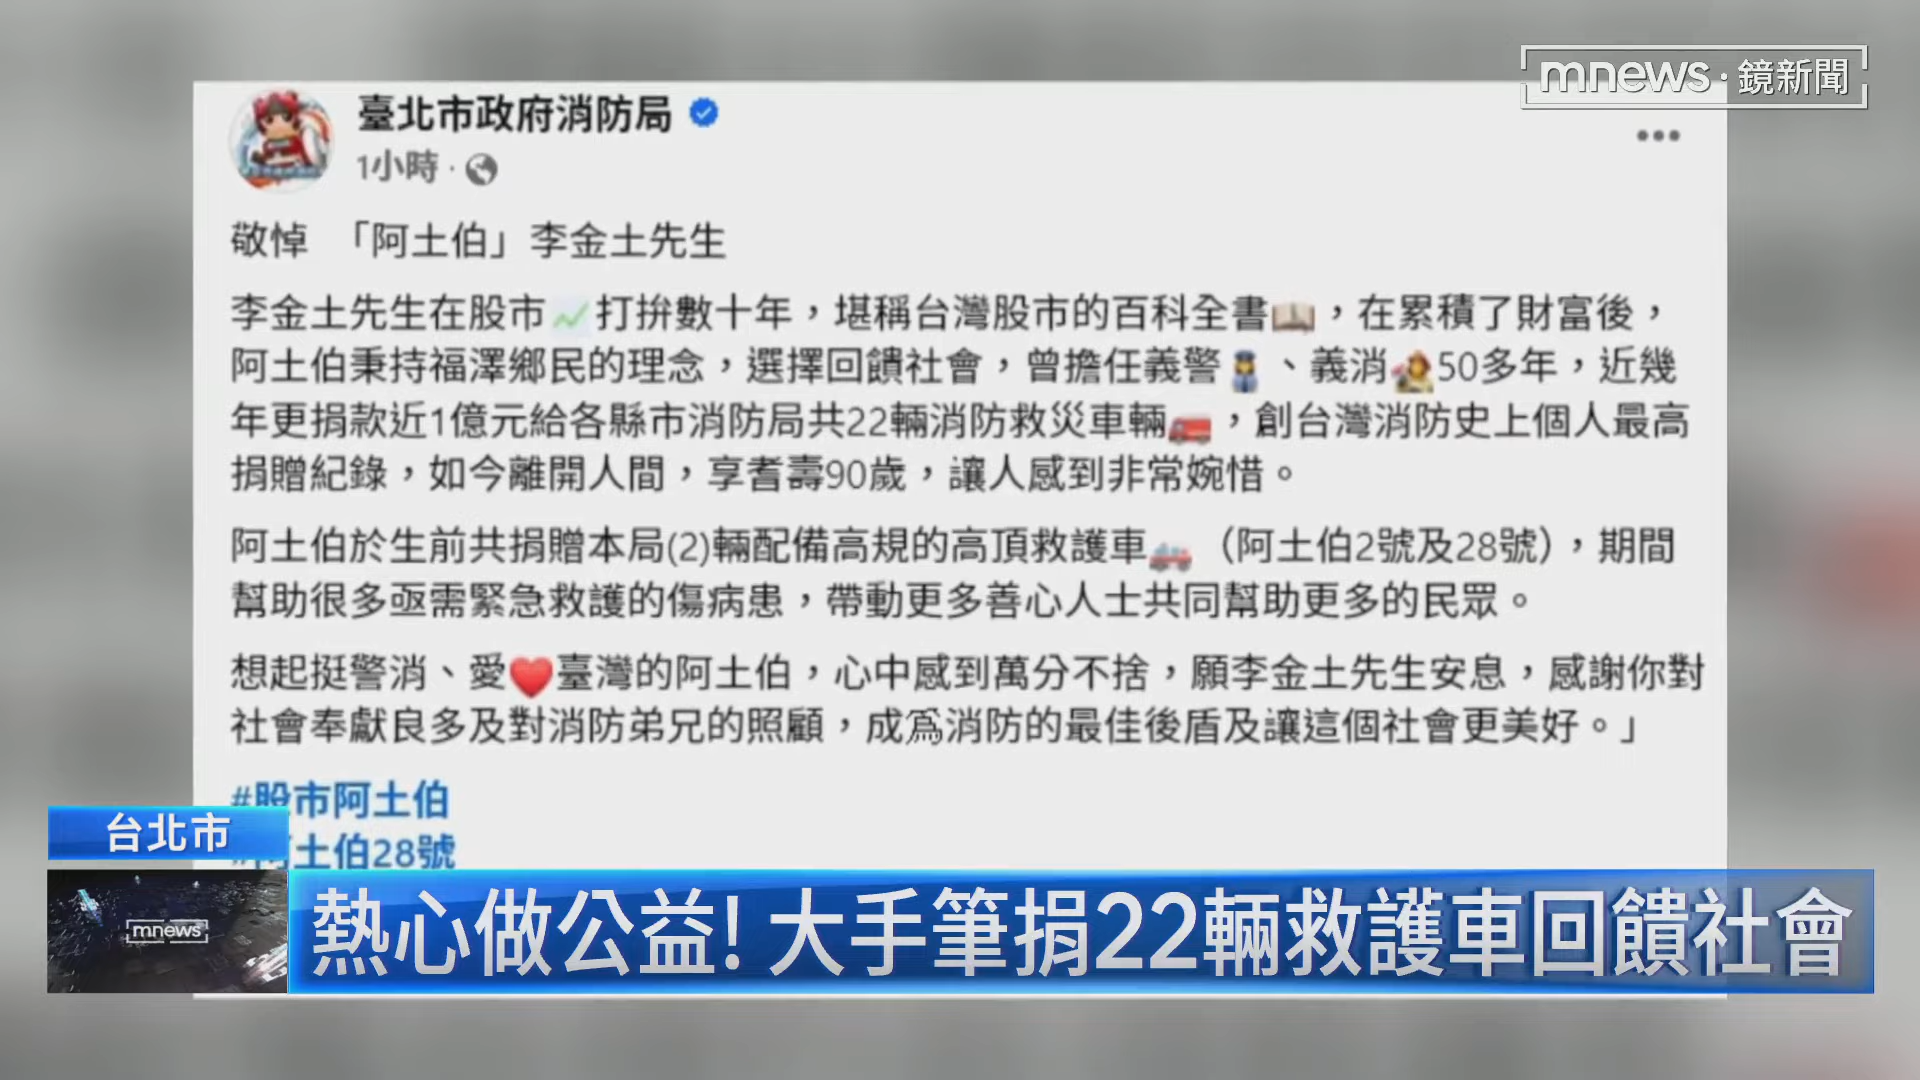 mnews·鏡新聞
臺北市政府消防局
1小時·
敬悼 「阿土伯」李金土先生
李金土先生在股市📈打拚數十年，堪稱台灣股市的百科全書📖，在累積了財富後，
阿土伯秉持福澤鄉民的理念，選擇回饋社會，曾擔任義警👮、義消👩‍🚒50多年，近幾
年更捐款近1億元給各縣市消防局共22輛消防救災車輛🚒，創台灣消防史上個人最高
捐贈紀錄，如今離開人間，享耆壽90歲，讓人感到非常婉惜。
阿土伯於生前共捐贈本局(2)輛配備高規的高頂救護車🚑（阿土伯2號及28號），期間
幫助很多亟需緊急救護的傷病患，帶動更多善心人士共同幫助更多的民眾。
想起挺警消、愛❤️臺灣的阿土伯，心中感到萬分不捨，願李金土先生安息，感謝你對
社會奉獻良多及對消防弟兄的照顧，成為消防的最佳後盾及讓這個社會更美好。」
#股市阿土伯
#阿土伯28號
台北市
mnews
熱心做公益! 大手筆捐22輛救護車回饋社會